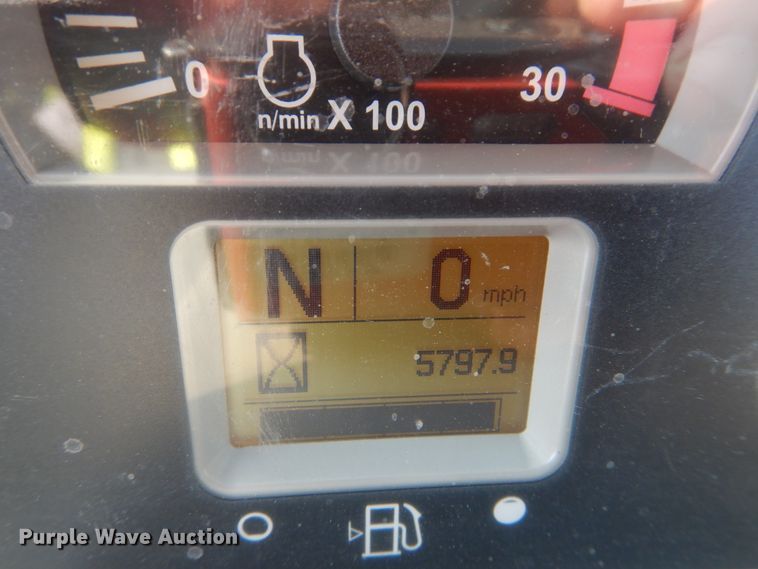 0 30
n/min X 100
N 0 mph
5797.9
Purple Wave Auction